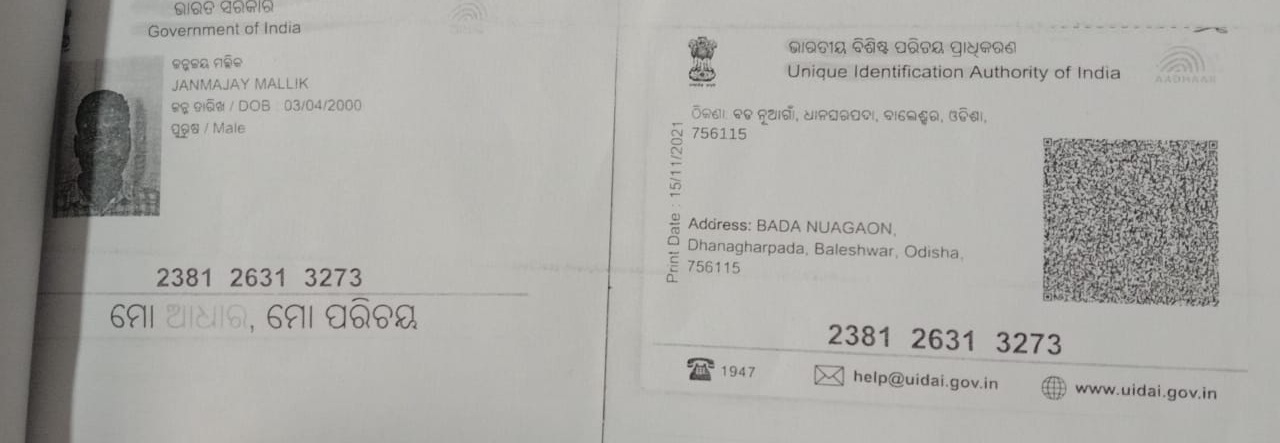 ଭାରତ ସରକାର
Government of India
ଜନ୍ମଜୟ ମଲ୍ଲିକ
JANMAJAY MALLIK
ଜନ୍ମ ତାରିଖ / DOB : 03/04/2000
ପୁରୁଷ / Male
2381 2631 3273
ମୋ ଆଧାର, ମୋ ପରିଚୟ
ଭାରତୀୟ ବିଶିଷ୍ଟ ପରିଚୟ ପ୍ରାଧିକରଣ
Unique Identification Authority of India
AADHAAR
ଠିକଣା: ବଡ ନୂଆଗାଁ, ଧାନଘରପଦା, ବାଲେଶ୍ୱର, ଓଡିଶା,
756115
Print Date : 15/11/2021
Address: BADA NUAGAON,
Dhanagharpada, Baleshwar, Odisha,
756115
2381 2631 3273
1947
help@uidai.gov.in
www.uidai.gov.in